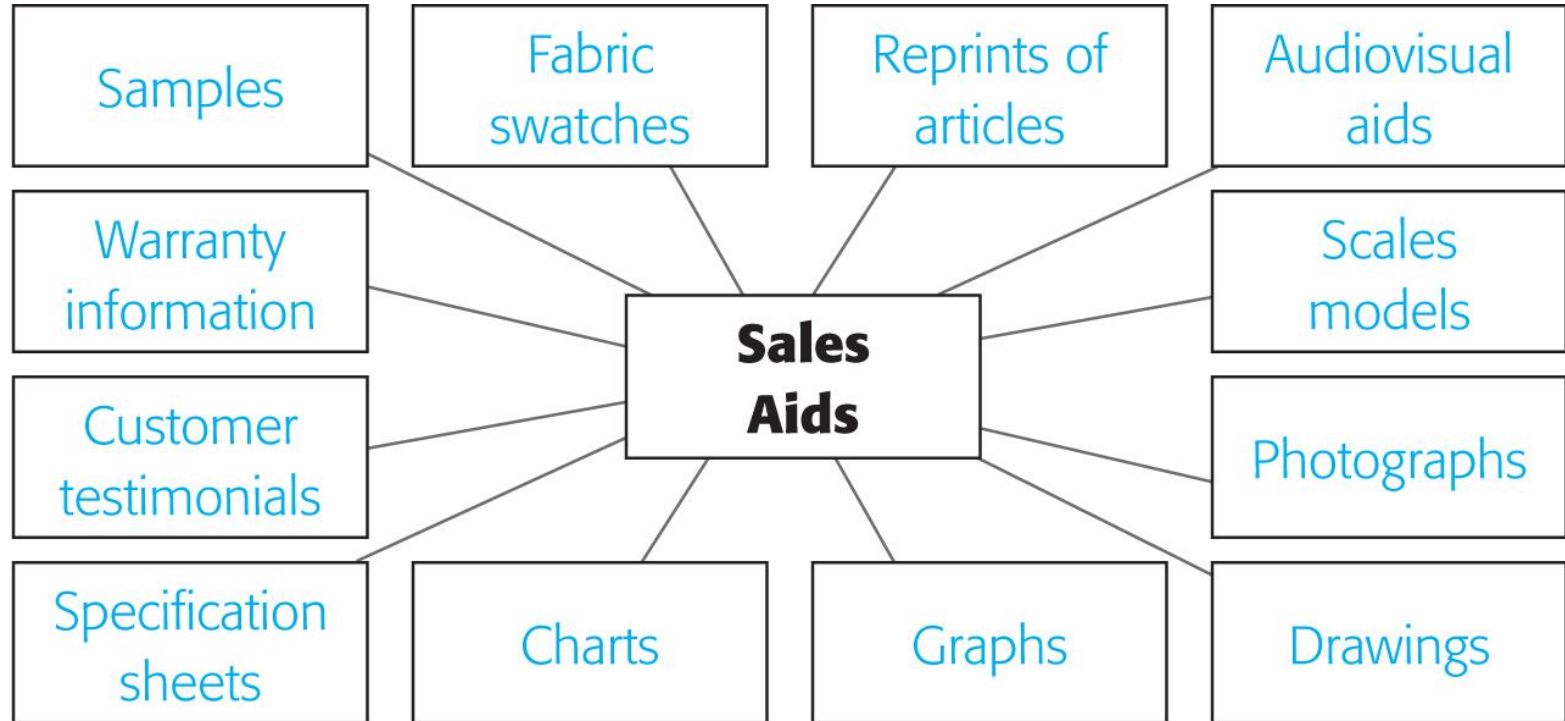 Samples
Fabric
swatches
Reprints of
articles
Audiovisual
aids
Warranty
information
Scales
models
Sales
Aids
Customer
testimonials
Photographs
Specification
sheets
Charts
Graphs
Drawings